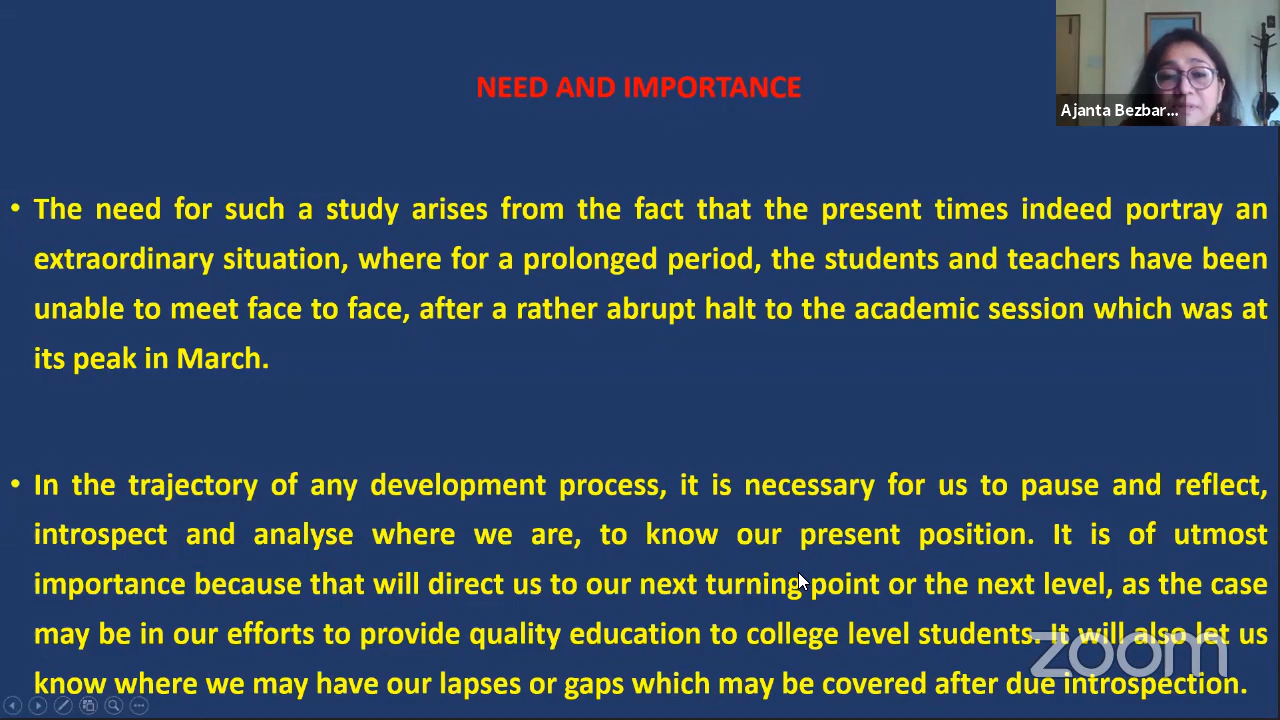 NEED AND IMPORTANCE
Ajanta Bezbar...
• The need for such a study arises from the fact that the present times indeed portray an
extraordinary situation, where for a prolonged period, the students and teachers have been
unable to meet face to face, after a rather abrupt halt to the academic session which was at
its peak in March.
• In the trajectory of any development process, it is necessary for us to pause and reflect,
introspect and analyse where we are, to know our present position. It is of utmost
importance because that will direct us to our next turning point or the next level, as the case
may be in our efforts to provide quality education to college level students. It will also let us
know where we may have our lapses or gaps which may be covered after due introspection.
zoom